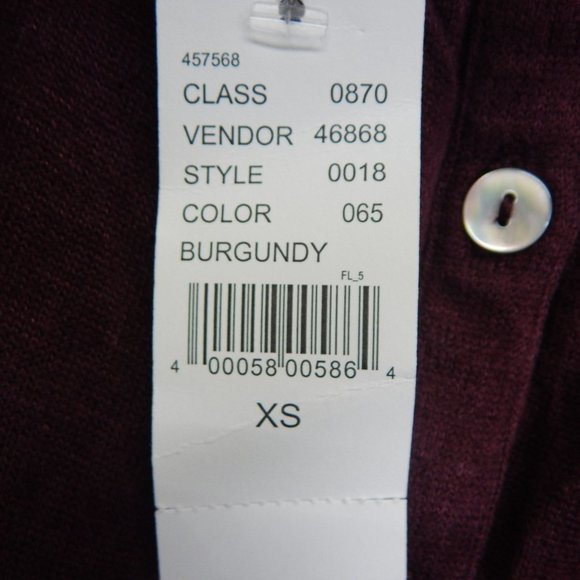 457568
CLASS 0870
VENDOR 46868
STYLE 0018
COLOR 065
BURGUNDY
FL_5
4 00058 00586 4
XS